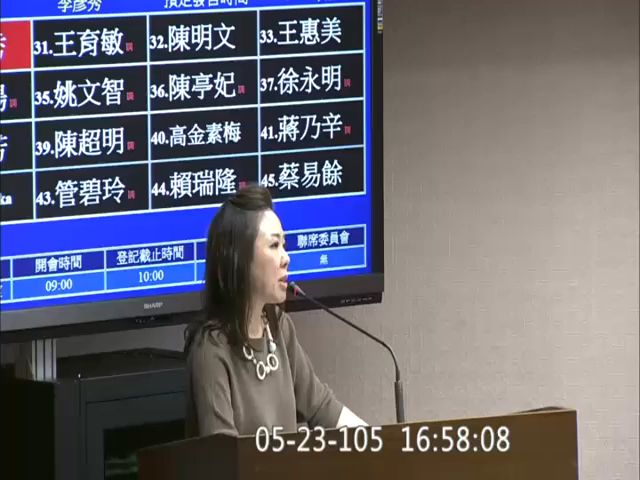 李彥秀 預定發言時間
31.王育敏 32.陳明文 33.王惠美
35.姚文智 36.陳亭妃 37.徐永明
39.陳超明 40.高金素梅 41.蔣乃辛
43.管碧玲 44.賴瑞隆 45.蔡易餘
開會時間 登記截止時間 聯席委員會
09:00 10:00 無
SHARP
05-23-105 16:58:08